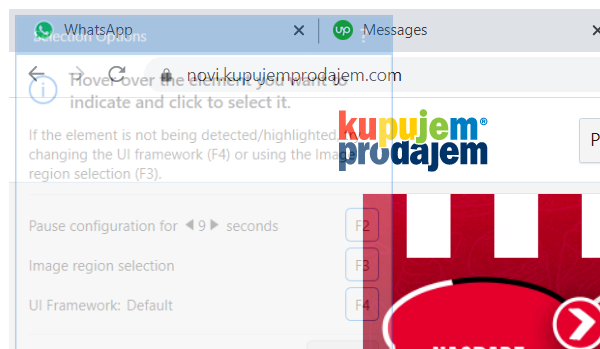 WhatsApp
Messages
Selection Options
?
novi.kupujemprodajem.com
Hover over the element you want to
indicate and click to select it.
kupujem®
prodajem
P
If the element is not being detected/highlighted, try
changing the UI framework (F4) or using the Image
region selection (F3).
Pause configuration for 9 seconds
F2
Image region selection
F3
UI Framework: Default
F4